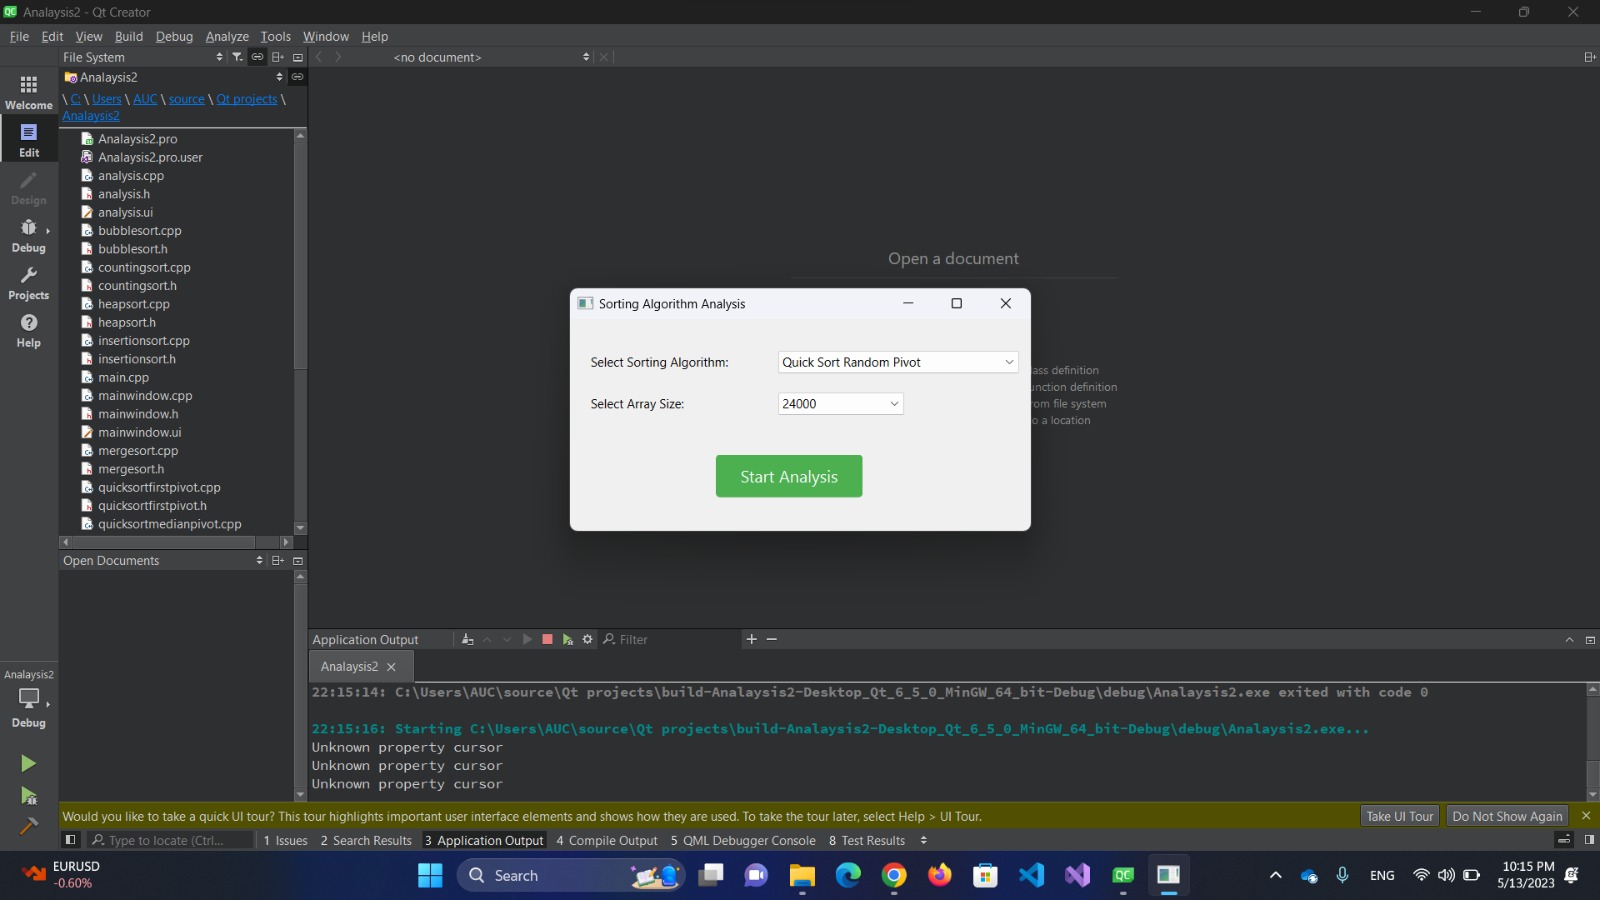 Analaysis2 - Qt Creator
File Edit View Build Debug Analyze Tools Window Help
File System
<no document>
Analaysis2
\ C: \ Users \ AUC \ source \ Qt projects \
Analaysis2
Welcome
Edit
Design
Debug
Projects
Help
Analaysis2.pro
Analaysis2.pro.user
analysis.cpp
analysis.h
analysis.ui
bubblesort.cpp
bubblesort.h
countingsort.cpp
countingsort.h
heapsort.cpp
heapsort.h
insertionsort.cpp
insertionsort.h
main.cpp
mainwindow.cpp
mainwindow.h
mainwindow.ui
mergesort.cpp
mergesort.h
quicksortfirstpivot.cpp
quicksortfirstpivot.h
quicksortmedianpivot.cpp
Open a document
ass definition
unction definition
om file system
o a location
Sorting Algorithm Analysis
Select Sorting Algorithm: Quick Sort Random Pivot
Select Array Size: 24000
Start Analysis
Open Documents
Application Output
Filter
Analaysis2
22:15:14: C:\Users\AUC\source\Qt projects\build-Analaysis2-Desktop_Qt_6_5_0_MinGW_64_bit-Debug\debug\Analaysis2.exe exited with code 0
22:15:16: Starting C:\Users\AUC\source\Qt projects\build-Analaysis2-Desktop_Qt_6_5_0_MinGW_64_bit-Debug\debug\Analaysis2.exe...
Unknown property cursor
Unknown property cursor
Unknown property cursor
Analaysis2
Debug
Would you like to take a quick UI tour? This tour highlights important user interface elements and shows how they are used. To take the tour later, select Help > UI Tour.
Take UI Tour
Do Not Show Again
Type to locate (Ctrl...
1 Issues 2 Search Results 3 Application Output 4 Compile Output 5 QML Debugger Console 8 Test Results
EURUSD
-0.60%
Search
QC
ENG
10:15 PM
5/13/2023